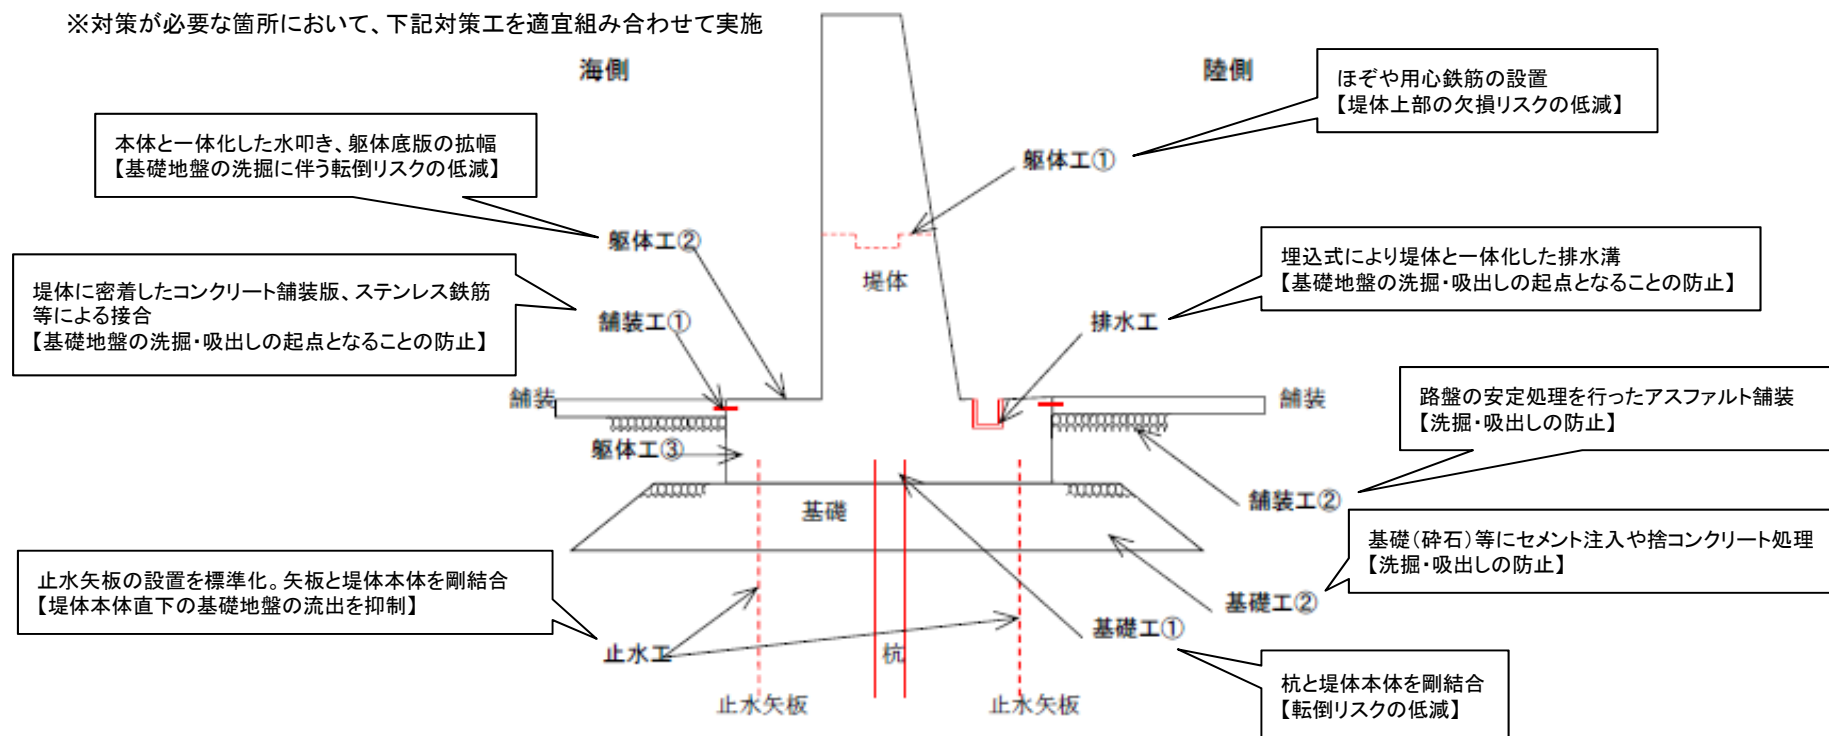 ※対策が必要な箇所において、下記対策工を適宜組み合わせて実施
海側
陸側
ほぞや用心鉄筋の設置
【堤体上部の欠損リスクの低減】
本体と一体化した水叩き、躯体底版の拡幅
【基礎地盤の洗掘に伴う転倒リスクの低減】
躯体工①
躯体工②
堤体
埋込式により堤体と一体化した排水溝
【基礎地盤の洗掘・吸出しの起点となることの防止】
堤体に密着したコンクリート舗装版、ステンレス鉄筋
等による接合
【基礎地盤の洗掘・吸出しの起点となることの防止】
舗装工①
排水工
舗装
舗装
路盤の安定処理を行ったアスファルト舗装
【洗掘・吸出しの防止】
躯体工③
舗装工②
基礎
基礎(砕石)等にセメント注入や捨コンクリート処理
【洗掘・吸出しの防止】
止水矢板の設置を標準化。矢板と堤体本体を剛結合
【堤体本体直下の基礎地盤の流出を抑制】
基礎工②
基礎工①
止水工
杭
杭と堤体本体を剛結合
【転倒リスクの低減】
止水矢板
止水矢板